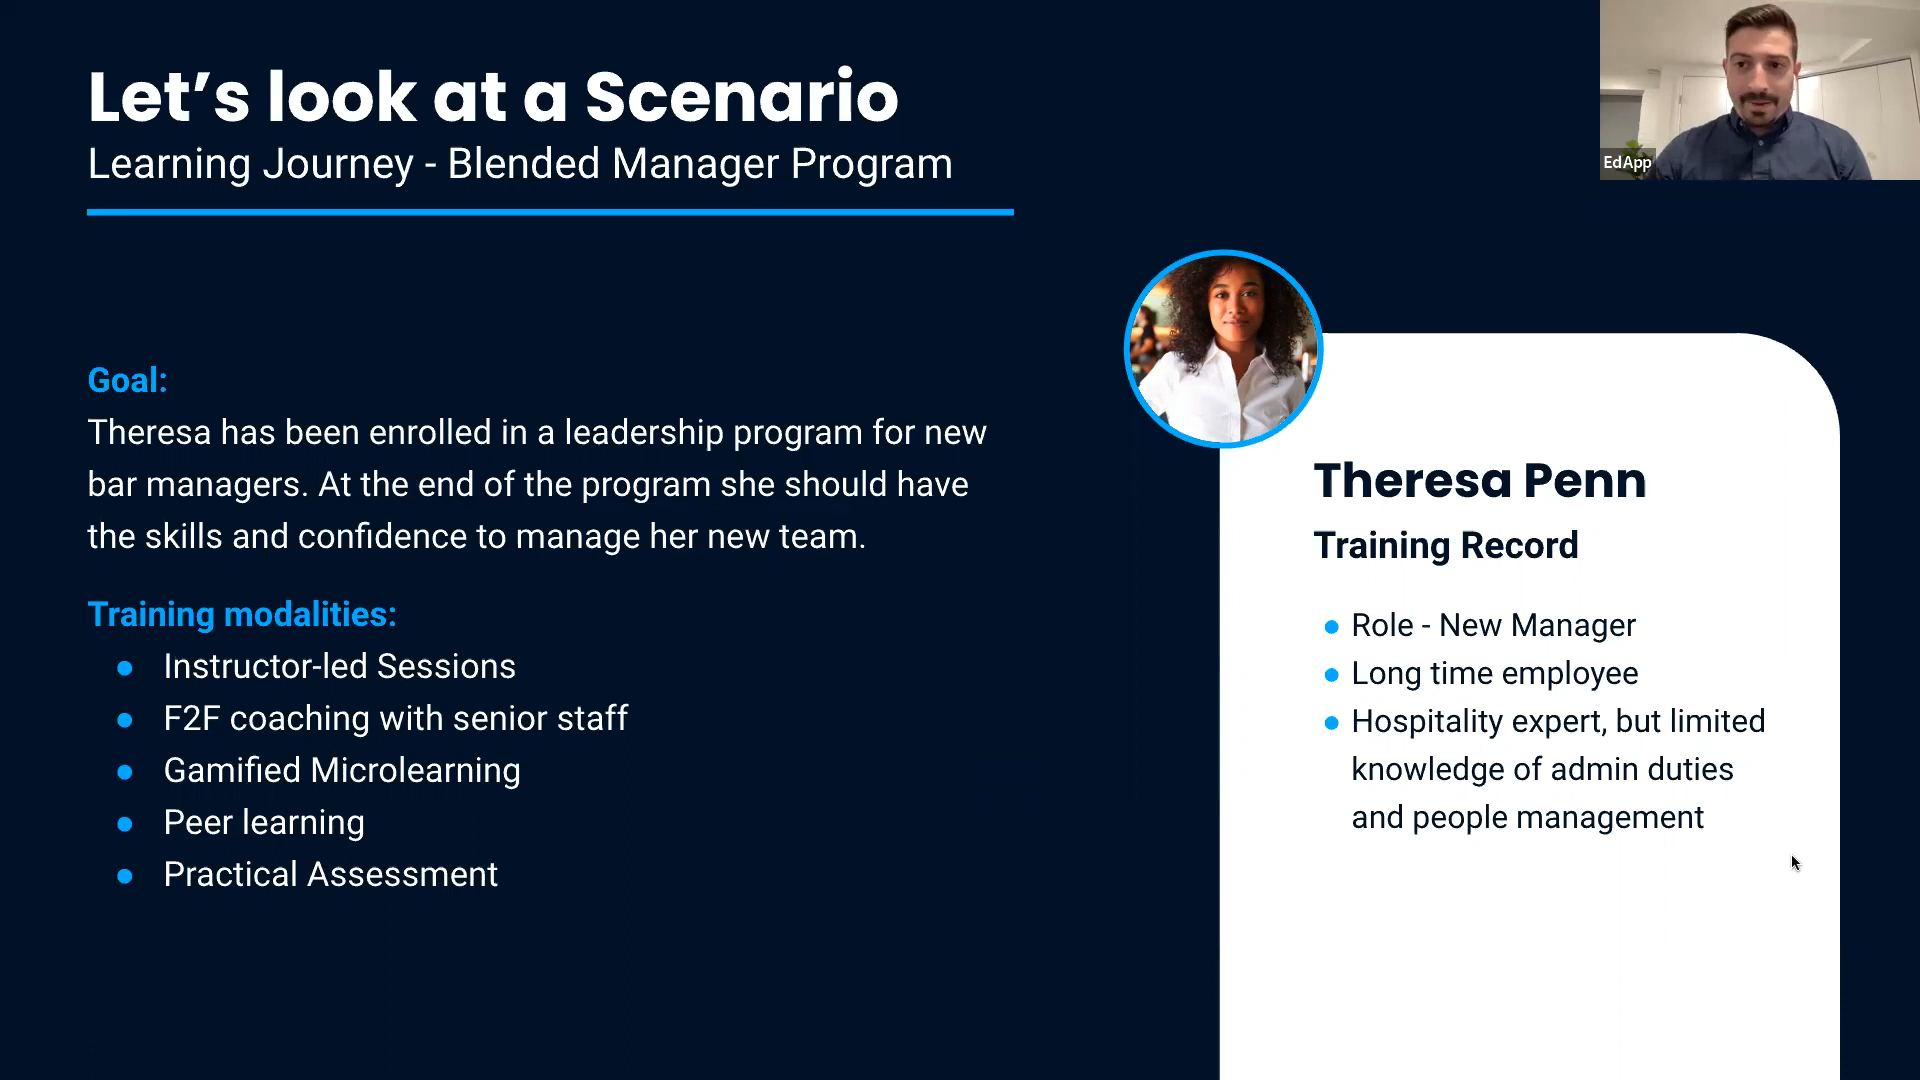 Let’s look at a Scenario
Learning Journey - Blended Manager Program
EdApp
Goal:
Theresa has been enrolled in a leadership program for new
bar managers. At the end of the program she should have
the skills and confidence to manage her new team.
Training modalities:
● Instructor-led Sessions
● F2F coaching with senior staff
● Gamified Microlearning
● Peer learning
● Practical Assessment
Theresa Penn
Training Record
● Role - New Manager
● Long time employee
● Hospitality expert, but limited
knowledge of admin duties
and people management